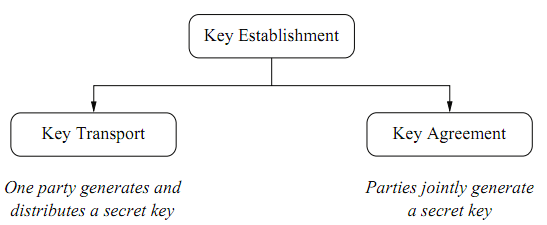 Key Establishment
Key Transport
Key Agreement
One party generates and
distributes a secret key
Parties jointly generate
a secret key